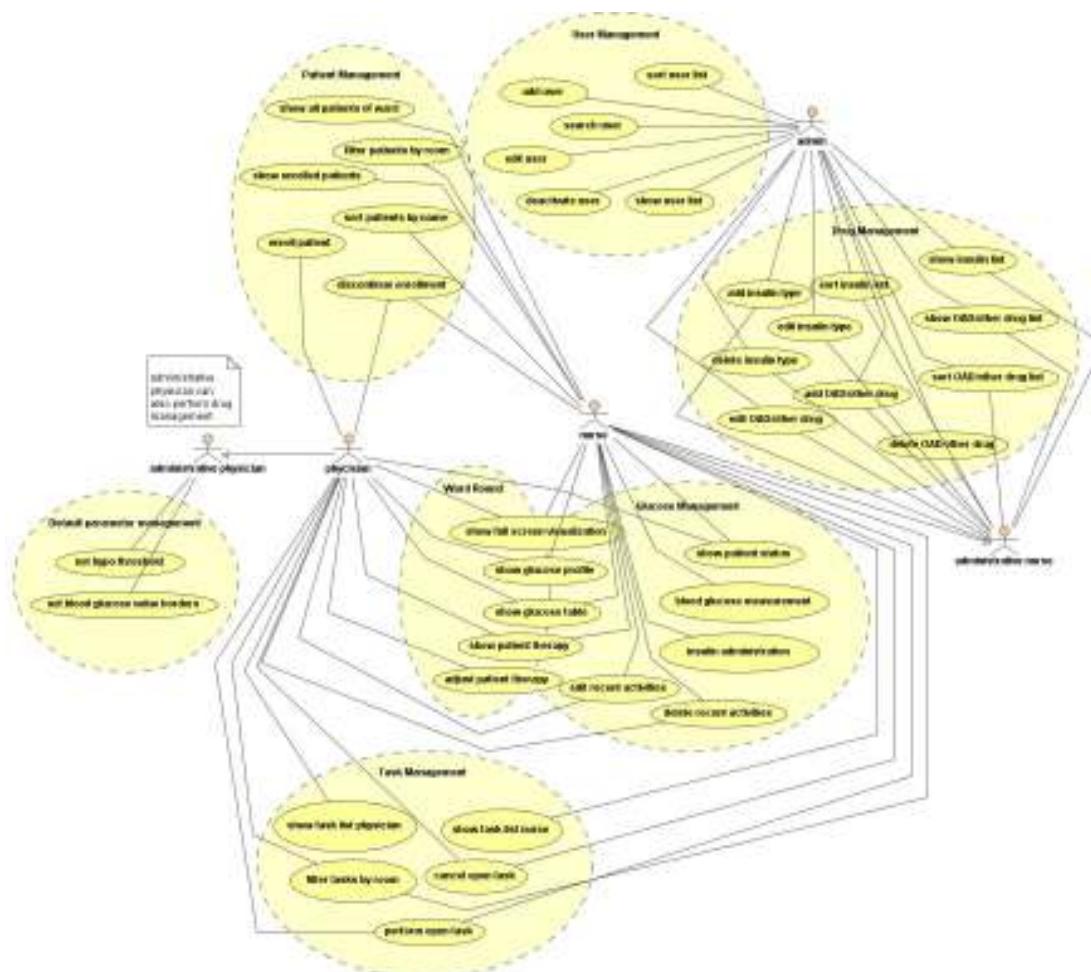 User Management
sort user list
add user
search user
edit user
deactivate user
show user list
admin
Patient Management
show all patients of ward
filter patients by room
show enrolled patients
sort patients by name
enroll patient
discontinue enrollment
Drug Management
show insulin list
add insulin type
sort insulin list
edit insulin type
show OAD/other drug list
delete insulin type
sort OAD/other drug list
add OAD/other drug
edit OAD/other drug
delete OAD/other drug
administrative
physician can
also perform drug
management
administrative physician
physician
nurse
administrative nurse
Default parameter management
set hypo threshold
set blood glucose value borders
Ward Round
Glucose Management
show full screen visualization
show patient status
show glucose profile
blood glucose measurement
show glucose table
show patient therapy
insulin administration
adjust patient therapy
edit recent activities
delete recent activities
Task Management
show task list physician
show task list nurse
filter tasks by room
cancel open task
perform open task